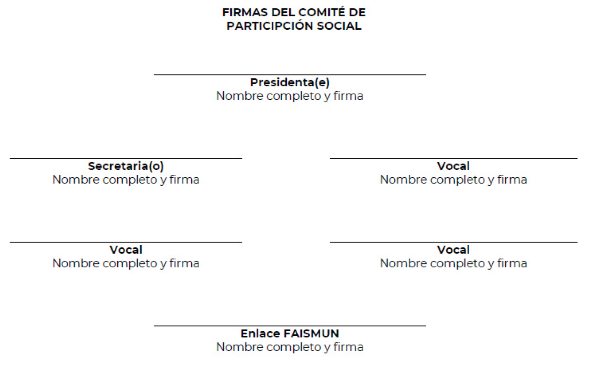 FIRMAS DEL COMITÉ DE
PARTICIPCIÓN SOCIAL
Presidenta(e)
Nombre completo y firma
Secretaria(o)
Nombre completo y firma
Vocal
Nombre completo y firma
Vocal
Nombre completo y firma
Vocal
Nombre completo y firma
Enlace FAISMUN
Nombre completo y firma